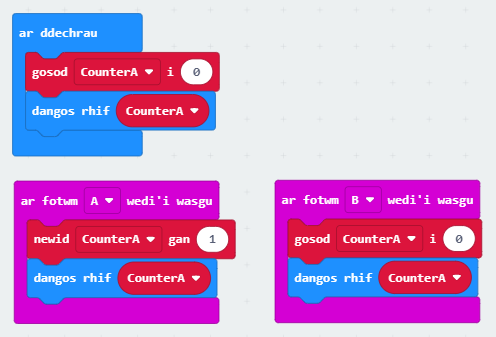 ar ddechrau
gosod CounterA i 0
dangos rhif CounterA
ar fotwm A wedi'i wasgu
newid CounterA gan 1
dangos rhif CounterA
ar fotwm B wedi'i wasgu
gosod CounterA i 0
dangos rhif CounterA